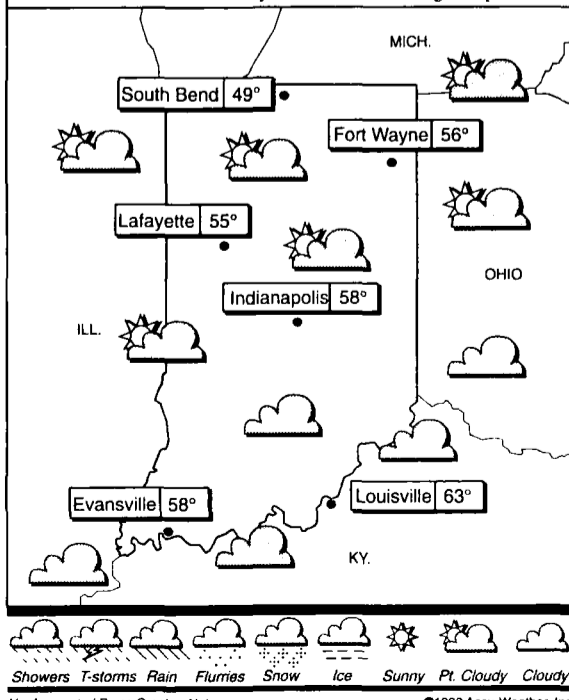 MICH.
South Bend 49°
Fort Wayne 56°
Lafayette 55°
OHIO
Indianapolis 58°
ILL.
Evansville 58°
Louisville 63°
KY.
Showers T-storms Rain Flurries Snow Ice Sunny Pt. Cloudy Cloudy